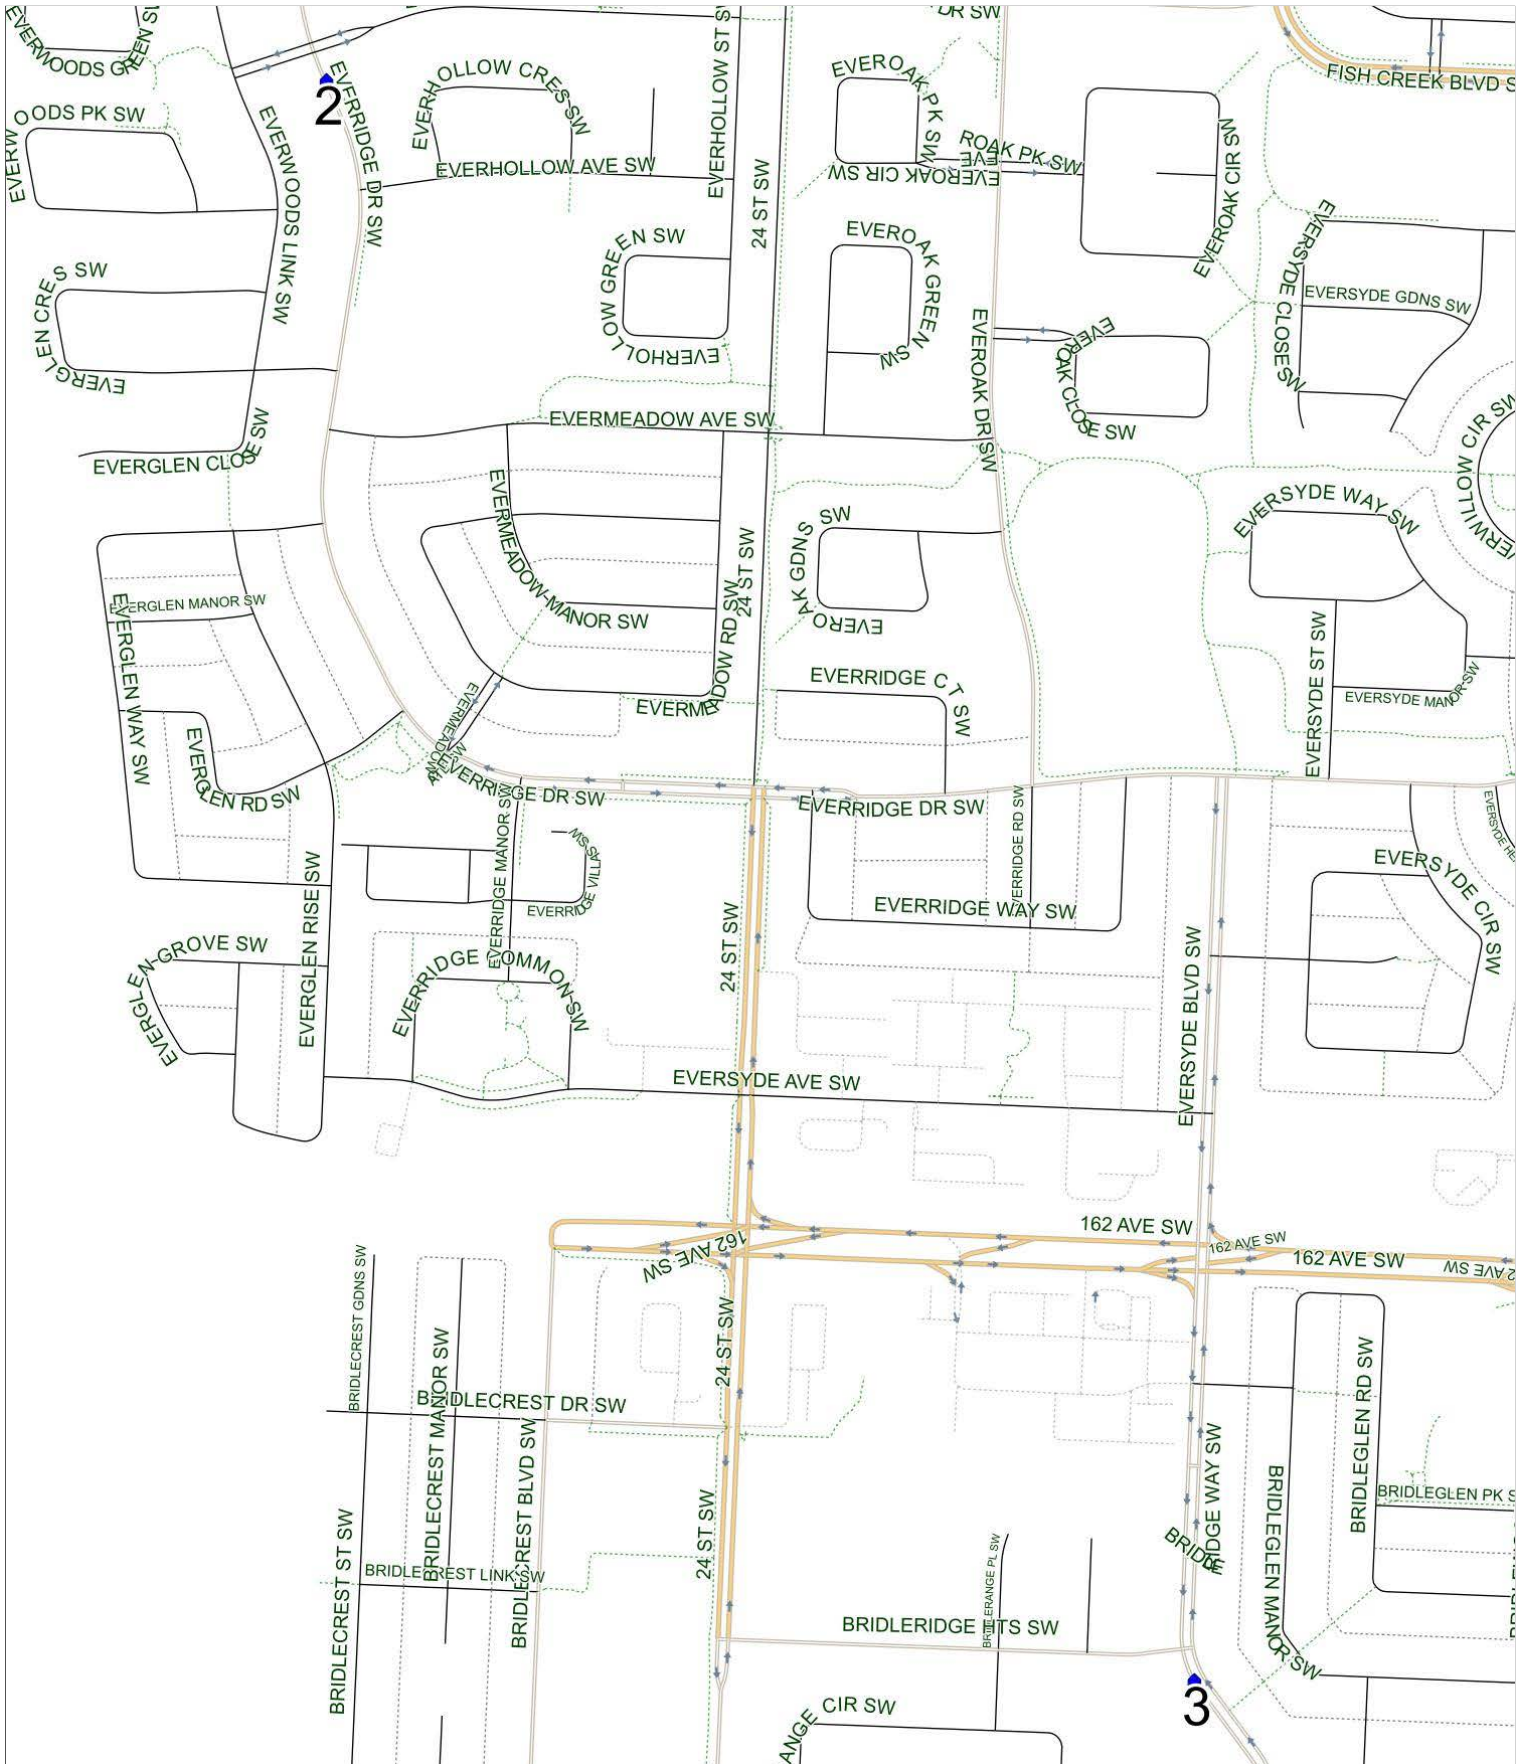 DR SW
EVERWOODS GREEN
FISH CREEK BLVD S
2
EVERRIDGE DR SW
EVERHOLLOW CRES SW
EVERHOLLOW ST SW
24 ST SW
EVEROAK PK SW
EVEROAK PK SW
EVERWOODS PK SW
EVERWOODS LINK SW
EVERHOLLOW AVE SW
EVEROAK CIR SW
EVEROAK CIR SW
EVERSYDE CLOSE SW
EVERHOLLOW GREEN SW
EVEROAK GREEN SW
EVERGLEN CRES SW
EVERSYDE GDNS SW
EVEROAK DR SW
EVEROAK CLOSE SW
EVERMEADOW AVE SW
EVERGLEN CLOSE SW
ERWILLOW CIR SW
EVERSYDE WAY SW
EVERMEADOW MANOR SW
24 ST SW
EVEROAK GDNS SW
EVERGLEN MANOR SW
EVERGLEN WAY SW
EVERMEADOW RD SW
EVERSYDE ST SW
EVERRIDGE CT SW
EVERSYDE MANOR SW
EVERMEADOW
EVERGLEN RD SW
EVERRIDGE DR SW
EVERRIDGE DR SW
EVERRIDGE RD SW
EVERRIDGE MANOR SW
EVERRIDGE VILLAS SW
EVERSYDE HE
EVERSYDE CIR SW
EVERGLEN RISE SW
EVERRIDGE WAY SW
24 ST SW
EVERGLEN GROVE SW
EVERRIDGE COMMON SW
EVERSYDE BLVD SW
EVERSYDE AVE SW
162 AVE SW
162 AVE SW
162 AVE SW
162 AVE SW
2 AVE SW
BRIDLECREST GDNS SW
BRIDLECREST MANOR SW
24 ST SW
BRIDLECREST DR SW
BRIDLECREST BLVD SW
BRIDLEGLEN RD SW
BRIDLERIDGE WAY SW
BRIDLEGLEN MANOR SW
BRIDLEGLEN PK S
24 ST SW
BRIDLECREST ST SW
BRIDLECREST LINK SW
BRIDLERANGE PL SW
BRIDLERIDGE HTS SW
3
ANGE CIR SW